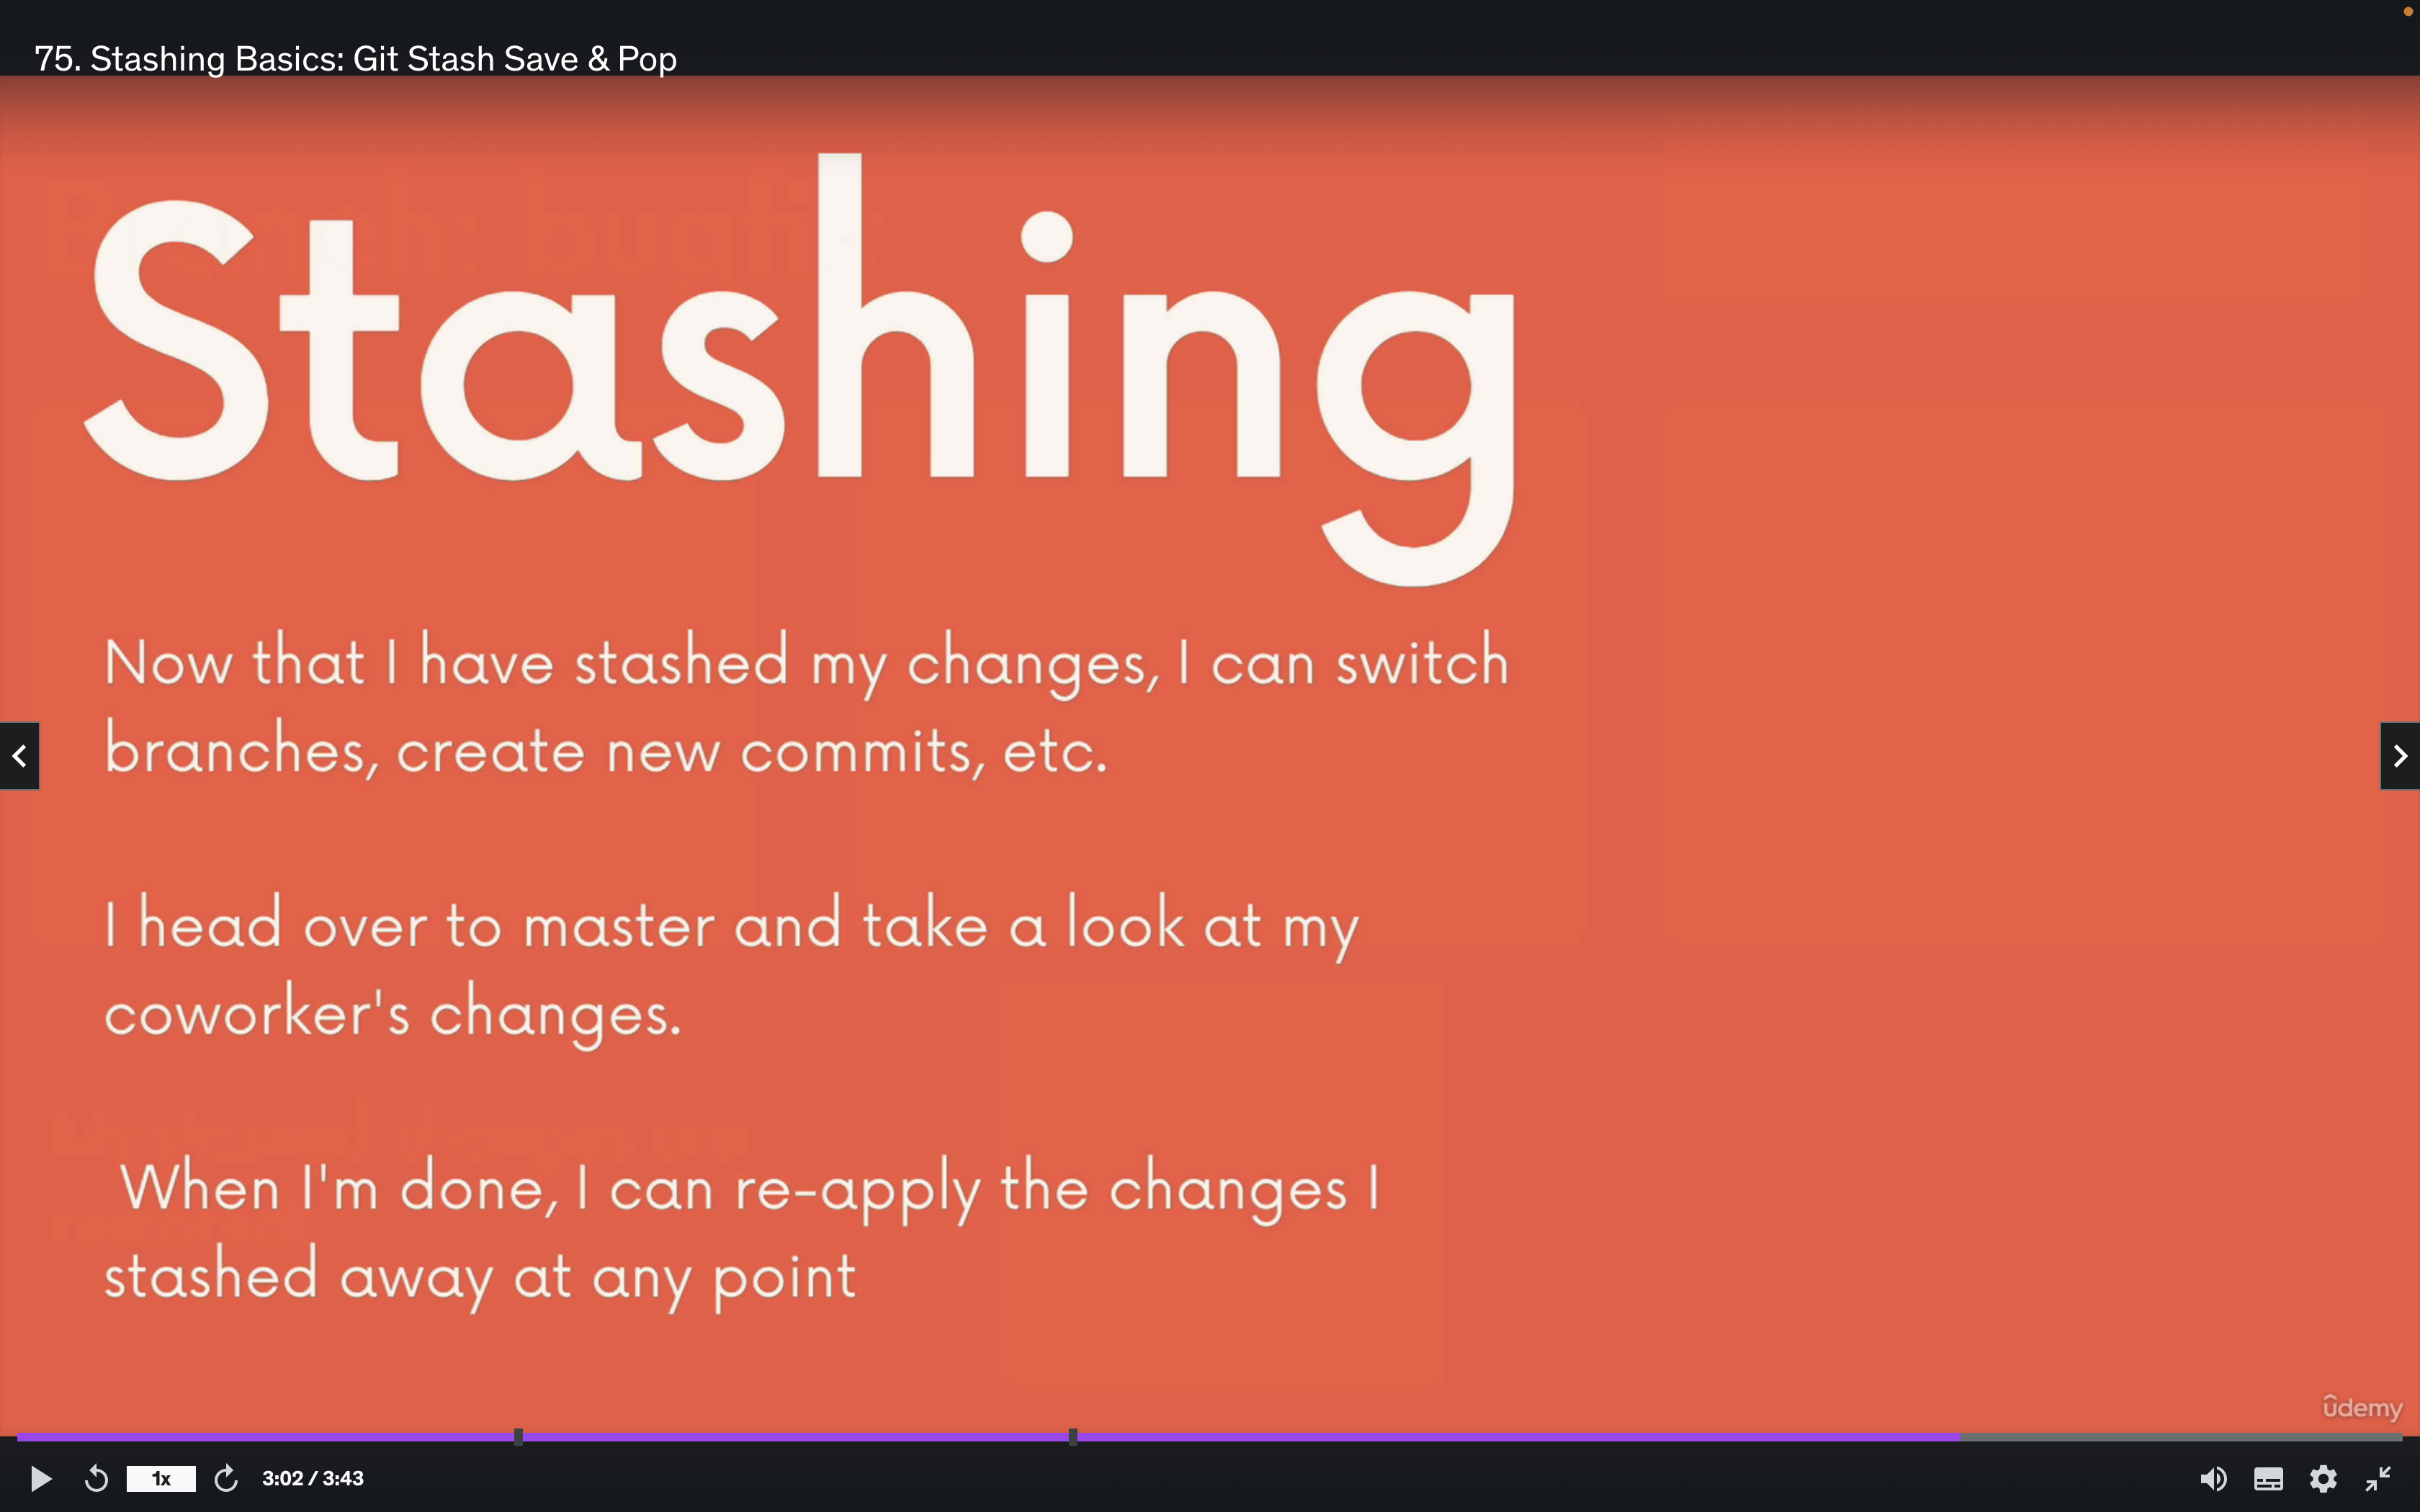 75. Stashing Basics: Git Stash Save & Pop
Stashing
Now that I have stashed my changes, I can switch
branches, create new commits, etc.
I head over to master and take a look at my
coworker's changes.
When I'm done, I can re-apply the changes I
stashed away at any point
ûdemy
1x
3:02 / 3:43